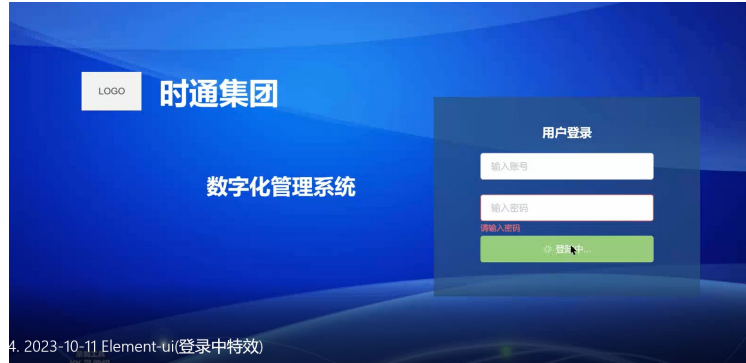 LOGO
时通集团
用户登录
输入账号
数字化管理系统
输入密码
请输入密码
登录中...
4. 2023-10-11 Element-ui(登录中特效)